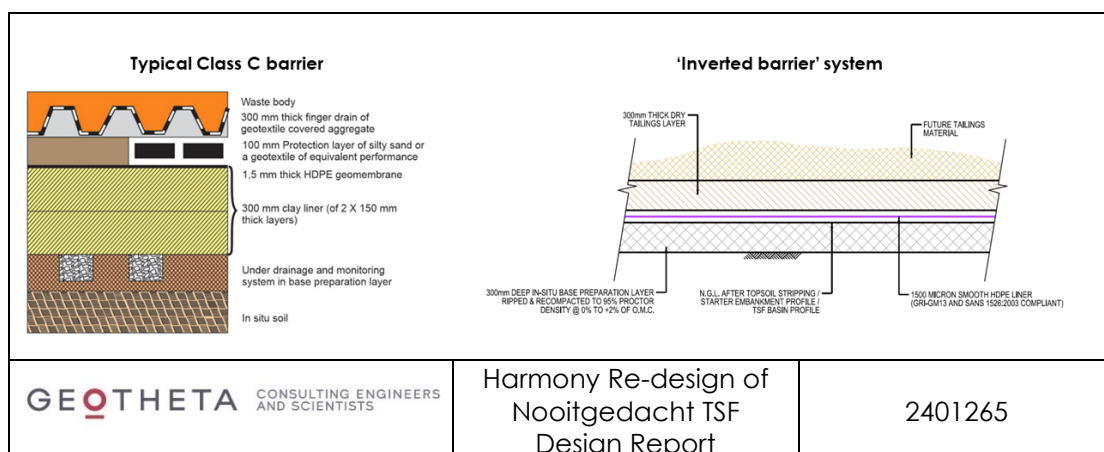 Typical Class C barrier
Waste body
300 mm thick finger drain of
geotextile covered aggregate
100 mm Protection layer of silty sand or
a geotextile of equivalent performance
1,5 mm thick HDPE geomembrane
300 mm clay liner (of 2 X 150 mm
thick layers)
Under drainage and monitoring
system in base preparation layer
In situ soil
‘Inverted barrier’ system
300mm THICK DRY
TAILINGS LAYER
FUTURE TAILINGS
MATERIAL
300mm DEEP IN-SITU BASE PREPARATION LAYER
RIPPED & RECOMPACTED TO 95% PROCTOR
DENSITY @ 0% TO +2% OF O.M.C.
N.G.L. AFTER TOPSOIL STRIPPING /
STARTER EMBANKMENT PROFILE /
TSF BASIN PROFILE
1500 MICRON SMOOTH HDPE LINER
(GRI-GM13 AND SANS 1526:2003 COMPLIANT)
GEOTHETA
CONSULTING ENGINEERS
AND SCIENTISTS
Harmony Re-design of
Nooitgedacht TSF
Design Report
2401265